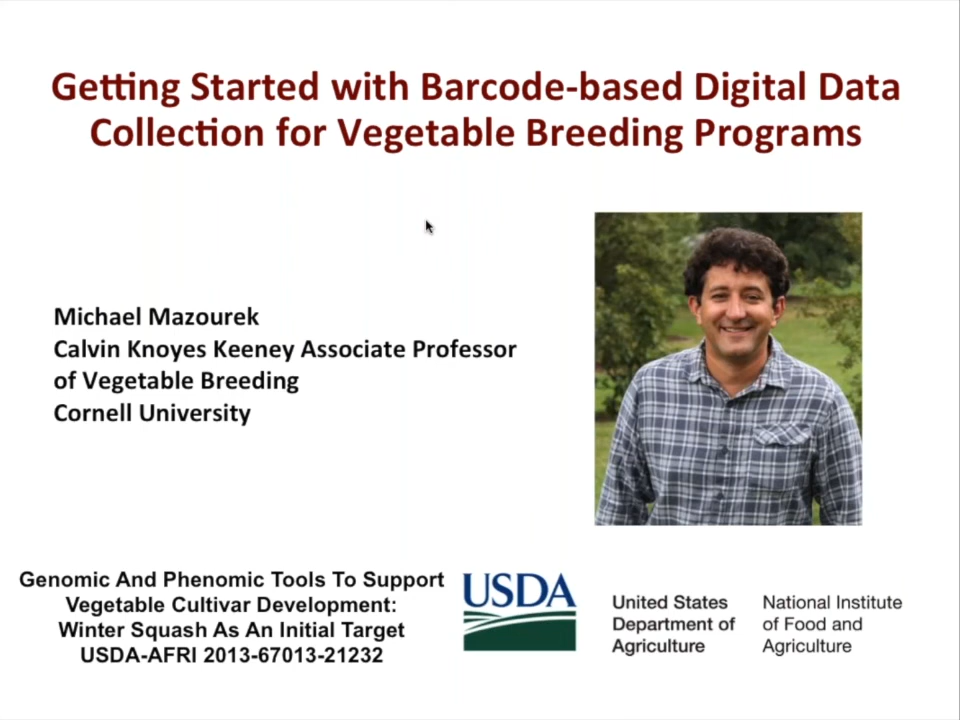 Getting Started with Barcode-based Digital Data
Collection for Vegetable Breeding Programs
Michael Mazourek
Calvin Knoyes Keeney Associate Professor
of Vegetable Breeding
Cornell University
Genomic And Phenomic Tools To Support
Vegetable Cultivar Development:
Winter Squash As An Initial Target
USDA-AFRI 2013-67013-21232
USDA
United States
Department of
Agriculture
National Institute
of Food and
Agriculture